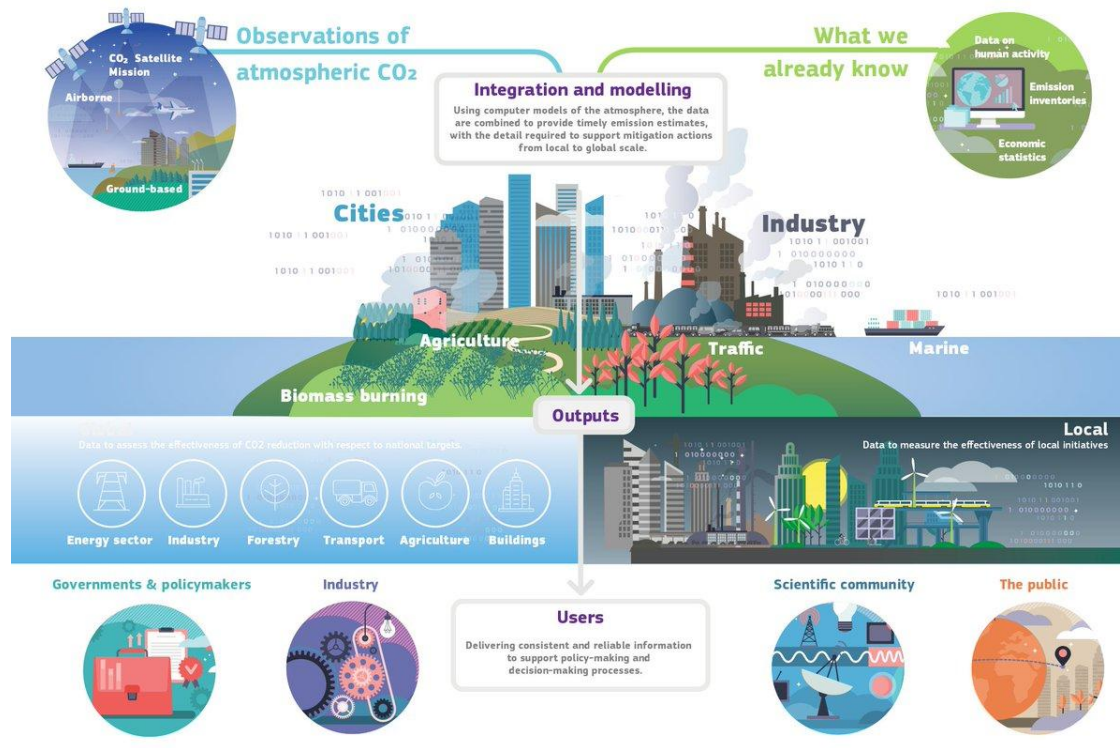 Observations of
atmospheric CO₂
What we
already know
CO₂ Satellite
Mission
Airborne
Ground-based
Data on
human activity
Emission
inventories
Economic
statistics
Integration and modelling
Using computer models of the atmosphere, the data
are combined to provide timely emission estimates,
with the detail required to support mitigation actions
from local to global scale.
Cities
Industry
Agriculture
Traffic
Marine
Biomass burning
Outputs
Data to assess the effectiveness of CO2 reduction with respect to national targets.
Energy sector
Industry
Forestry
Transport
Agriculture
Buildings
Local
Data to measure the effectiveness of local initiatives
Governments & policymakers
Industry
Users
Delivering consistent and reliable information
to support policy-making and
decision-making processes.
Scientific community
The public